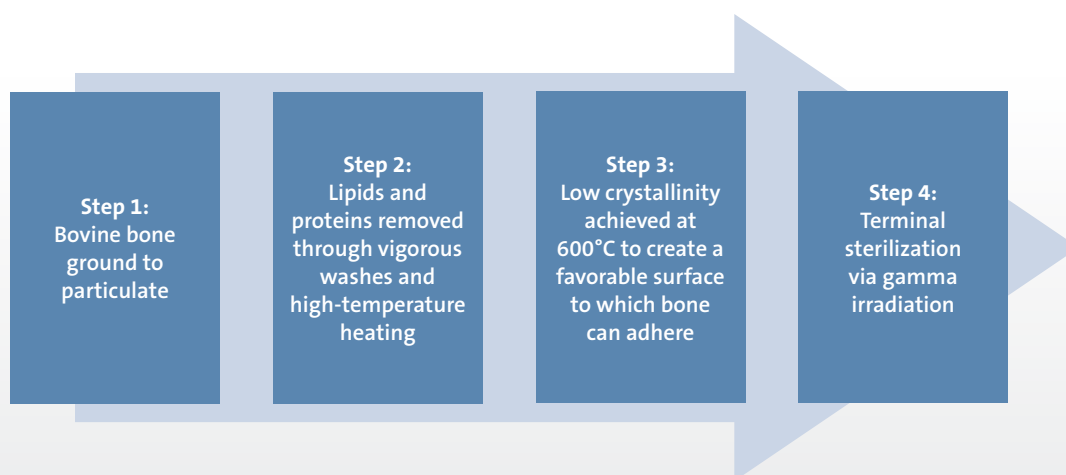 Step 1:
Bovine bone
ground to
particulate
Step 2:
Lipids and
proteins removed
through vigorous
washes and
high-temperature
heating
Step 3:
Low crystallinity
achieved at
600°C to create a
favorable surface
to which bone
can adhere
Step 4:
Terminal
sterilization
via gamma
irradiation